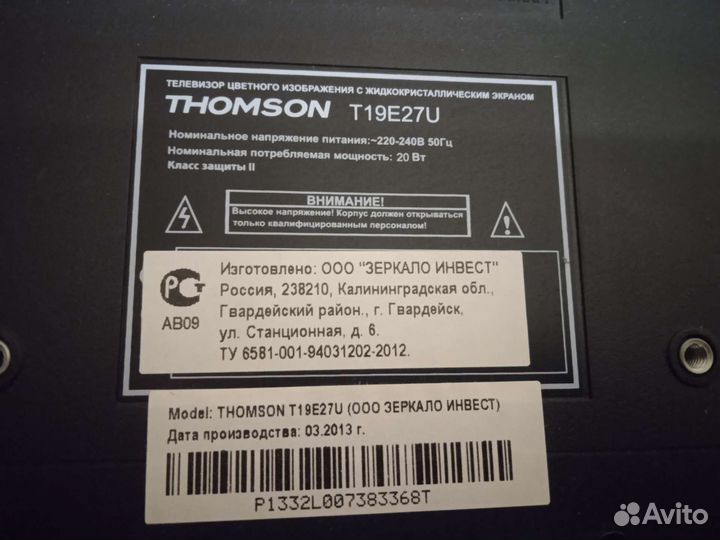 ТЕЛЕВИЗОР ЦВЕТНОГО ИЗОБРАЖЕНИЯ С ЖИДКОКРИСТАЛЛИЧЕСКИМ ЭКРАНОМ
THOMSON T19E27U
Номинальное напряжение питания:~220-240В 50Гц
Номинальная потребляемая мощность: 20 Вт
Класс защиты II
ВНИМАНИЕ!
Высокое напряжение! Корпус должен открываться
только квалифицированным персоналом!
Изготовлено: ООО "ЗЕРКАЛО ИНВЕСТ"
Россия, 238210, Калининградская обл.,
Гвардейский район., г. Гвардейск,
ул. Станционная, д. 6.
ТУ 6581-001-94031202-2012.
АВ09
Model: THOMSON T19E27U (ООО ЗЕРКАЛО ИНВЕСТ)
Дата производства: 03.2013 г.
P1332L007383368T
Avito